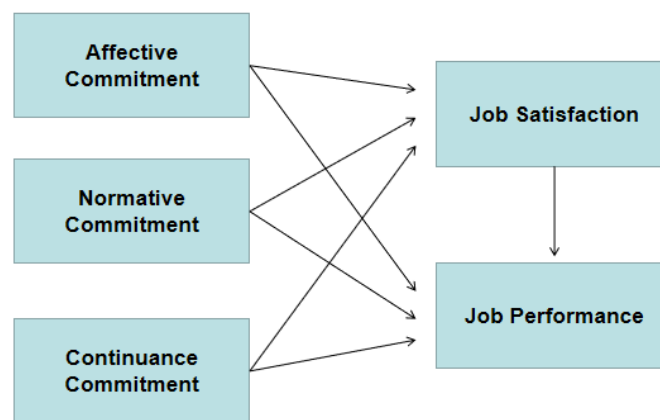 Affective
Commitment
Normative
Commitment
Continuance
Commitment
Job Satisfaction
Job Performance